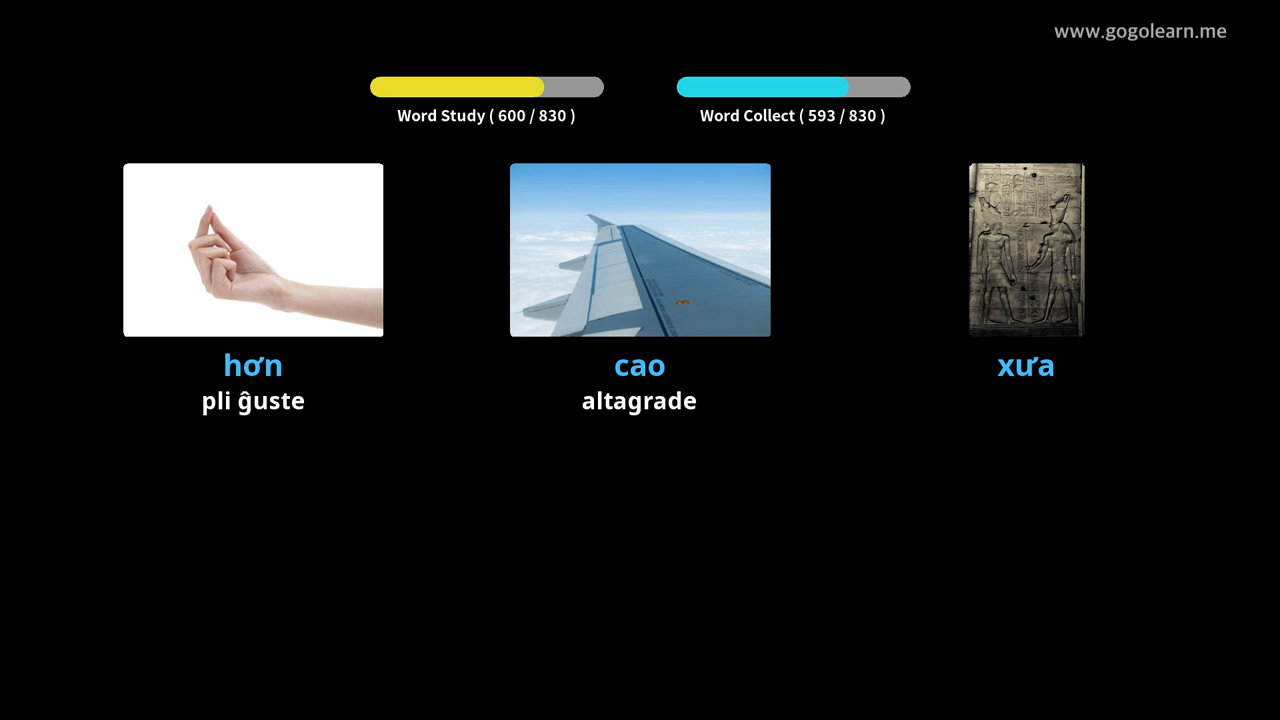 www.gogolearn.me
Word Study ( 600 / 830 )
Word Collect ( 593 / 830 )
hơn
cao
xưa
pli ĝuste
altagrade